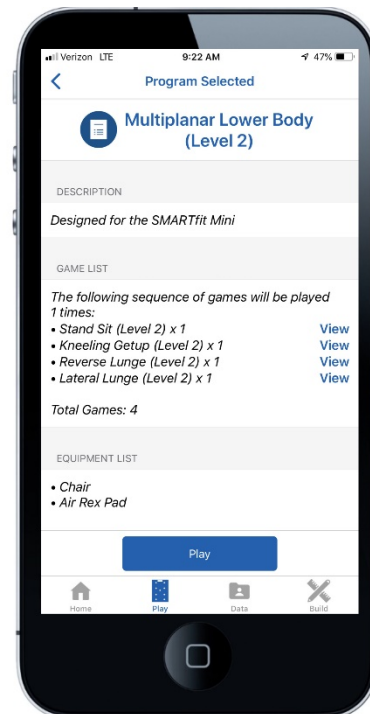 Verizon LTE 9:22 AM 47%
Program Selected
Multiplanar Lower Body
(Level 2)
DESCRIPTION
Designed for the SMARTfit Mini
GAME LIST
The following sequence of games will be played
1 times:
• Stand Sit (Level 2) x 1 View
• Kneeling Getup (Level 2) x 1 View
• Reverse Lunge (Level 2) x 1 View
• Lateral Lunge (Level 2) x 1 View
Total Games: 4
EQUIPMENT LIST
• Chair
• Air Rex Pad
Play
Home Play Data Build